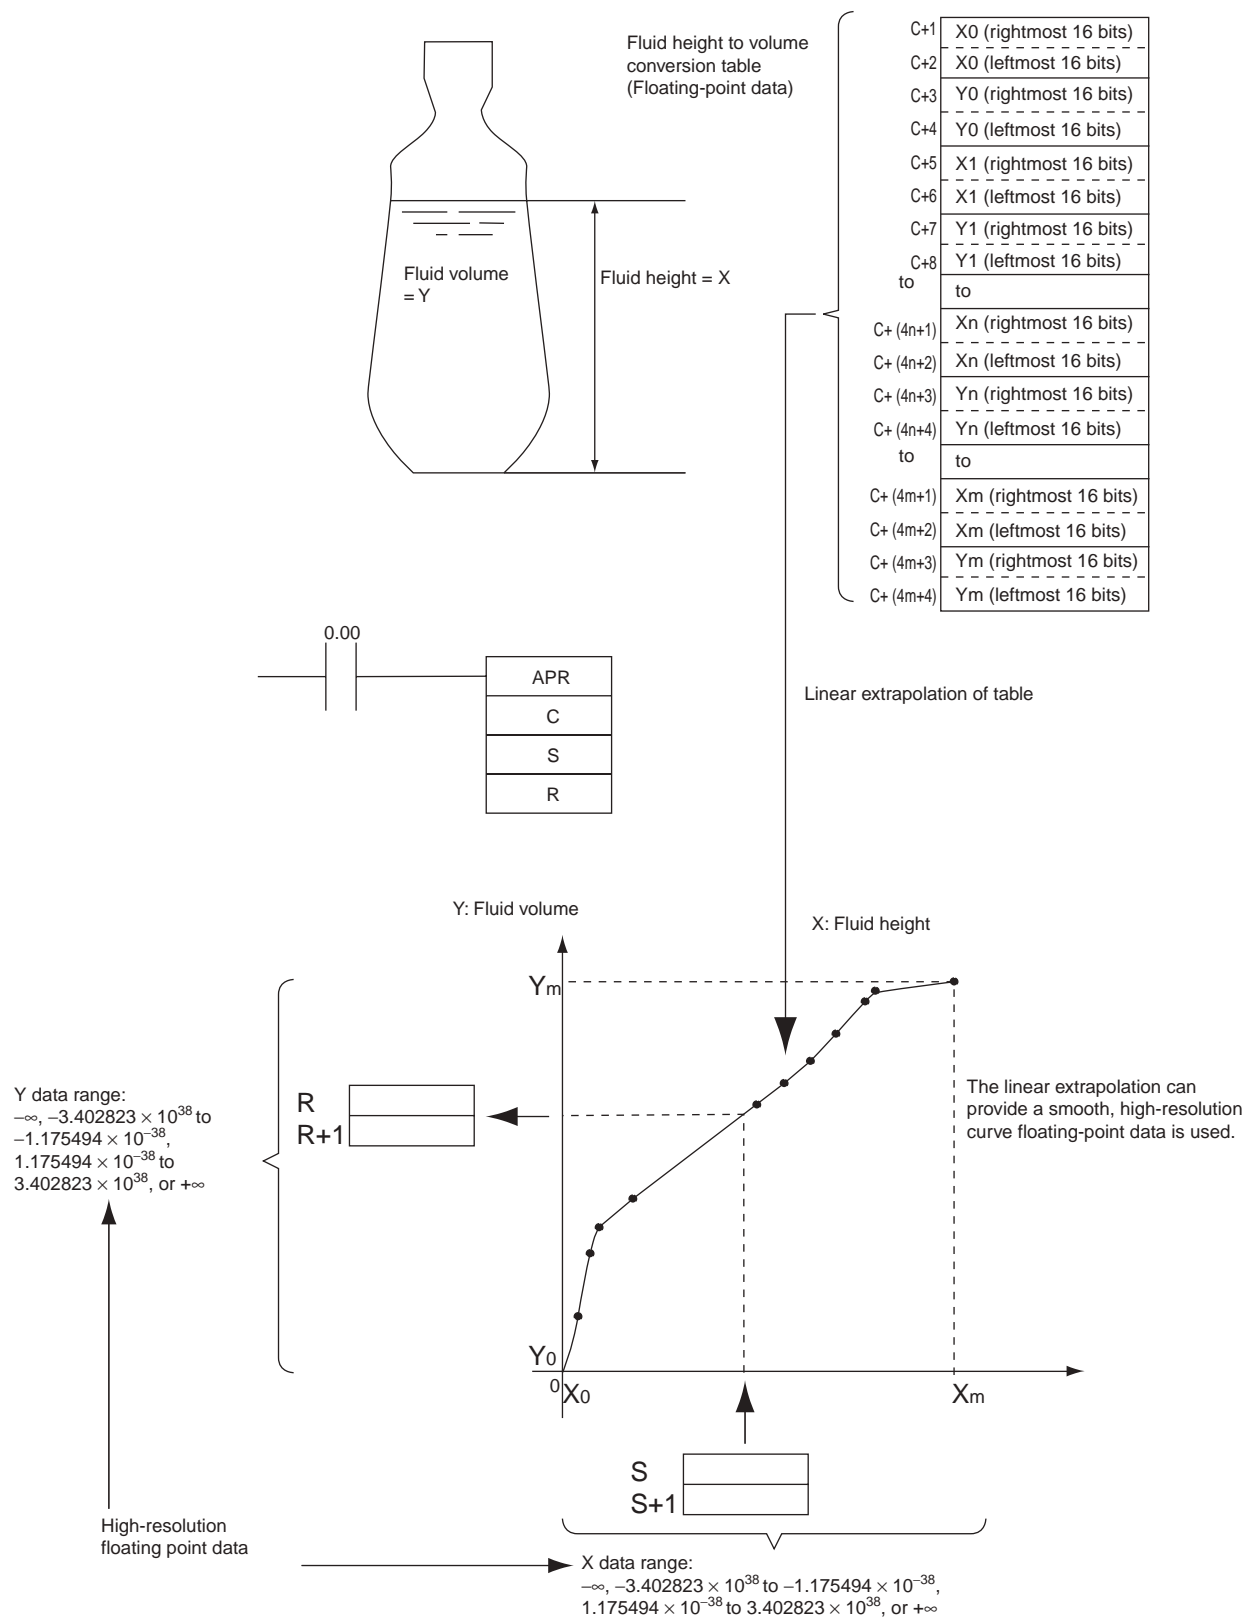 Fluid height to volume
conversion table
(Floating-point data)
C+1 X0 (rightmost 16 bits)
C+2 X0 (leftmost 16 bits)
C+3 Y0 (rightmost 16 bits)
C+4 Y0 (leftmost 16 bits)
C+5 X1 (rightmost 16 bits)
C+6 X1 (leftmost 16 bits)
C+7 Y1 (rightmost 16 bits)
C+8 Y1 (leftmost 16 bits)
to to
C+ (4n+1) Xn (rightmost 16 bits)
C+ (4n+2) Xn (leftmost 16 bits)
C+ (4n+3) Yn (rightmost 16 bits)
C+ (4n+4) Yn (leftmost 16 bits)
to to
C+ (4m+1) Xm (rightmost 16 bits)
C+ (4m+2) Xm (leftmost 16 bits)
C+ (4m+3) Ym (rightmost 16 bits)
C+ (4m+4) Ym (leftmost 16 bits)
Fluid volume
= Y
Fluid height = X
0.00
APR
C
S
R
Linear extrapolation of table
Y: Fluid volume
X: Fluid height
Ym
Y data range:
−∞, −3.402823 × 10³⁸ to
−1.175494 × 10⁻³⁸,
1.175494 × 10⁻³⁸ to
3.402823 × 10³⁸, or +∞
R
R+1
The linear extrapolation can
provide a smooth, high-resolution
curve floating-point data is used.
Y0
0
X0
Xm
S
S+1
High-resolution
floating point data
X data range:
−∞, −3.402823 × 10³⁸ to −1.175494 × 10⁻³⁸,
1.175494 × 10⁻³⁸ to 3.402823 × 10³⁸, or +∞